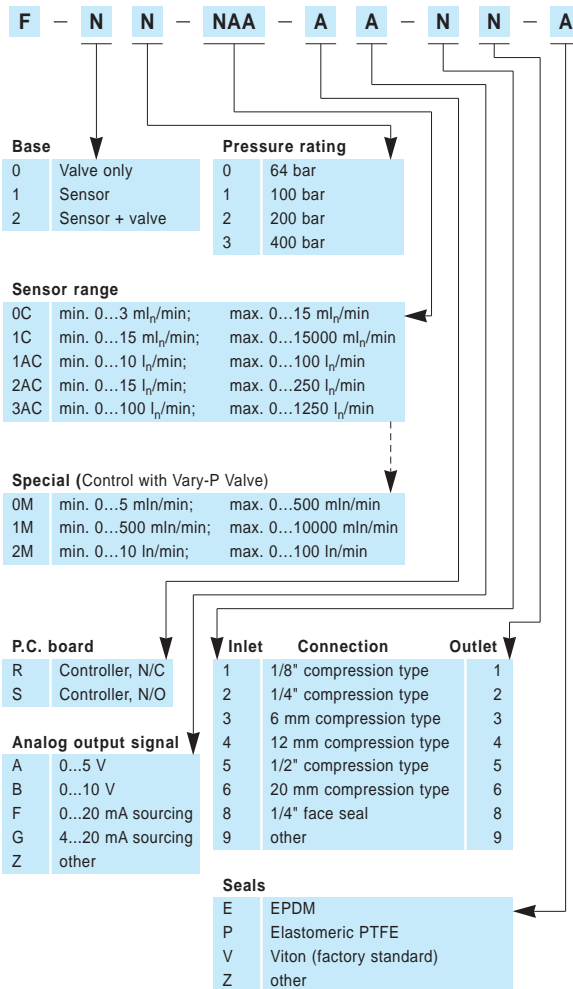 F – N N – NAA – A A – N N – A
Base
0 Valve only
1 Sensor
2 Sensor + valve
Pressure rating
0 64 bar
1 100 bar
2 200 bar
3 400 bar
Sensor range
0C min. 0...3 mlₙ/min; max. 0...15 mlₙ/min
1C min. 0...15 mlₙ/min; max. 0...15000 mlₙ/min
1AC min. 0...10 lₙ/min; max. 0...100 lₙ/min
2AC min. 0...15 lₙ/min; max. 0...250 lₙ/min
3AC min. 0...100 lₙ/min; max. 0...1250 lₙ/min
Special (Control with Vary-P Valve)
0M min. 0...5 mln/min; max. 0...500 mln/min
1M min. 0...500 mln/min; max. 0...10000 mln/min
2M min. 0...10 ln/min; max. 0...100 ln/min
P.C. board
R Controller, N/C
S Controller, N/O
Analog output signal
A 0...5 V
B 0...10 V
F 0...20 mA sourcing
G 4...20 mA sourcing
Z other
Inlet Connection Outlet
1 1/8" compression type 1
2 1/4" compression type 2
3 6 mm compression type 3
4 12 mm compression type 4
5 1/2" compression type 5
6 20 mm compression type 6
8 1/4" face seal 8
9 other 9
Seals
E EPDM
P Elastomeric PTFE
V Viton (factory standard)
Z other